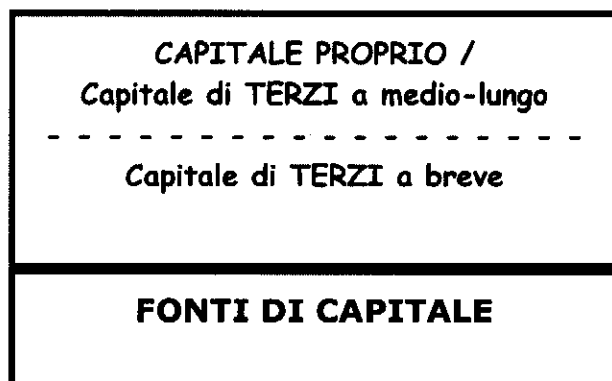 CAPITALE PROPRIO /
Capitale di TERZI a medio-lungo
Capitale di TERZI a breve
FONTI DI CAPITALE